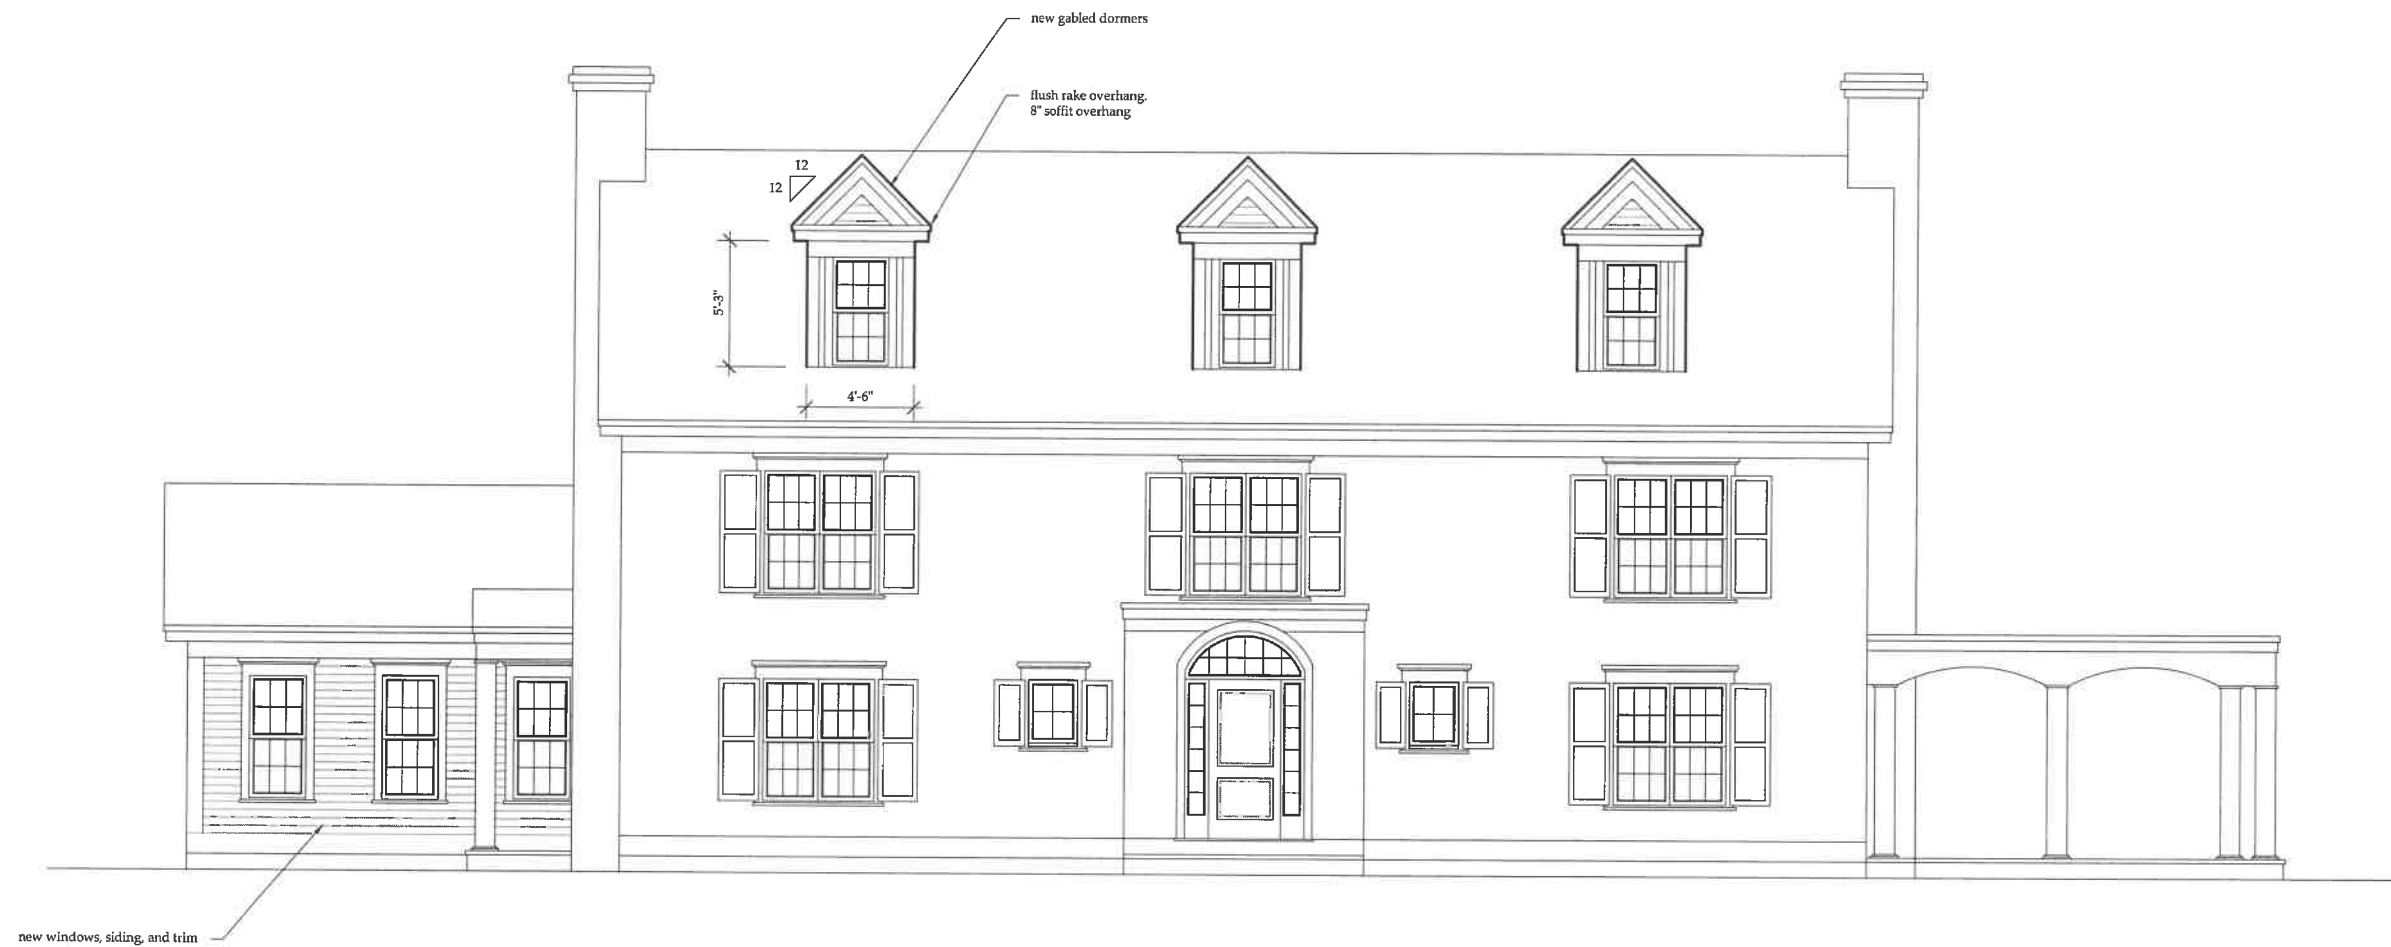 new gabled dormers
flush rake overhang.
8" soffit overhang
12
12
5'-3"
4'-6"
new windows, siding, and trim